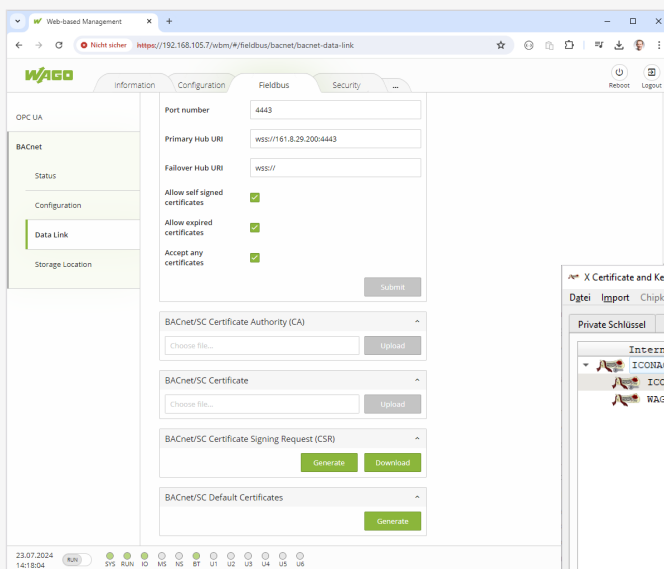 Web-based Management
Nicht sicher https://192.168.105.7/wbm/#/fieldbus/bacnet/bacnet-data-link
WAGO
Information Configuration Fieldbus Security ...
Reboot Logout
OPC UA
BACnet
Status
Configuration
Data Link
Storage Location
Port number 4443
Primary Hub URI wss://161.8.29.200:4443
Failover Hub URI wss://
Allow self signed
certificates
Allow expired
certificates
Accept any
certificates
Submit
BACnet/SC Certificate Authority (CA)
Choose file... Upload
BACnet/SC Certificate
Choose file... Upload
BACnet/SC Certificate Signing Request (CSR)
Generate Download
BACnet/SC Default Certificates
Generate
X Certificate and Ke
Datei Import Chipk
Private Schlüssel
Intern
ICONA
ICO
WAG
23.07.2024
14:18:04
RUN
SYS RUN IO MS NS BT U1 U2 U3 U4 U5 U6